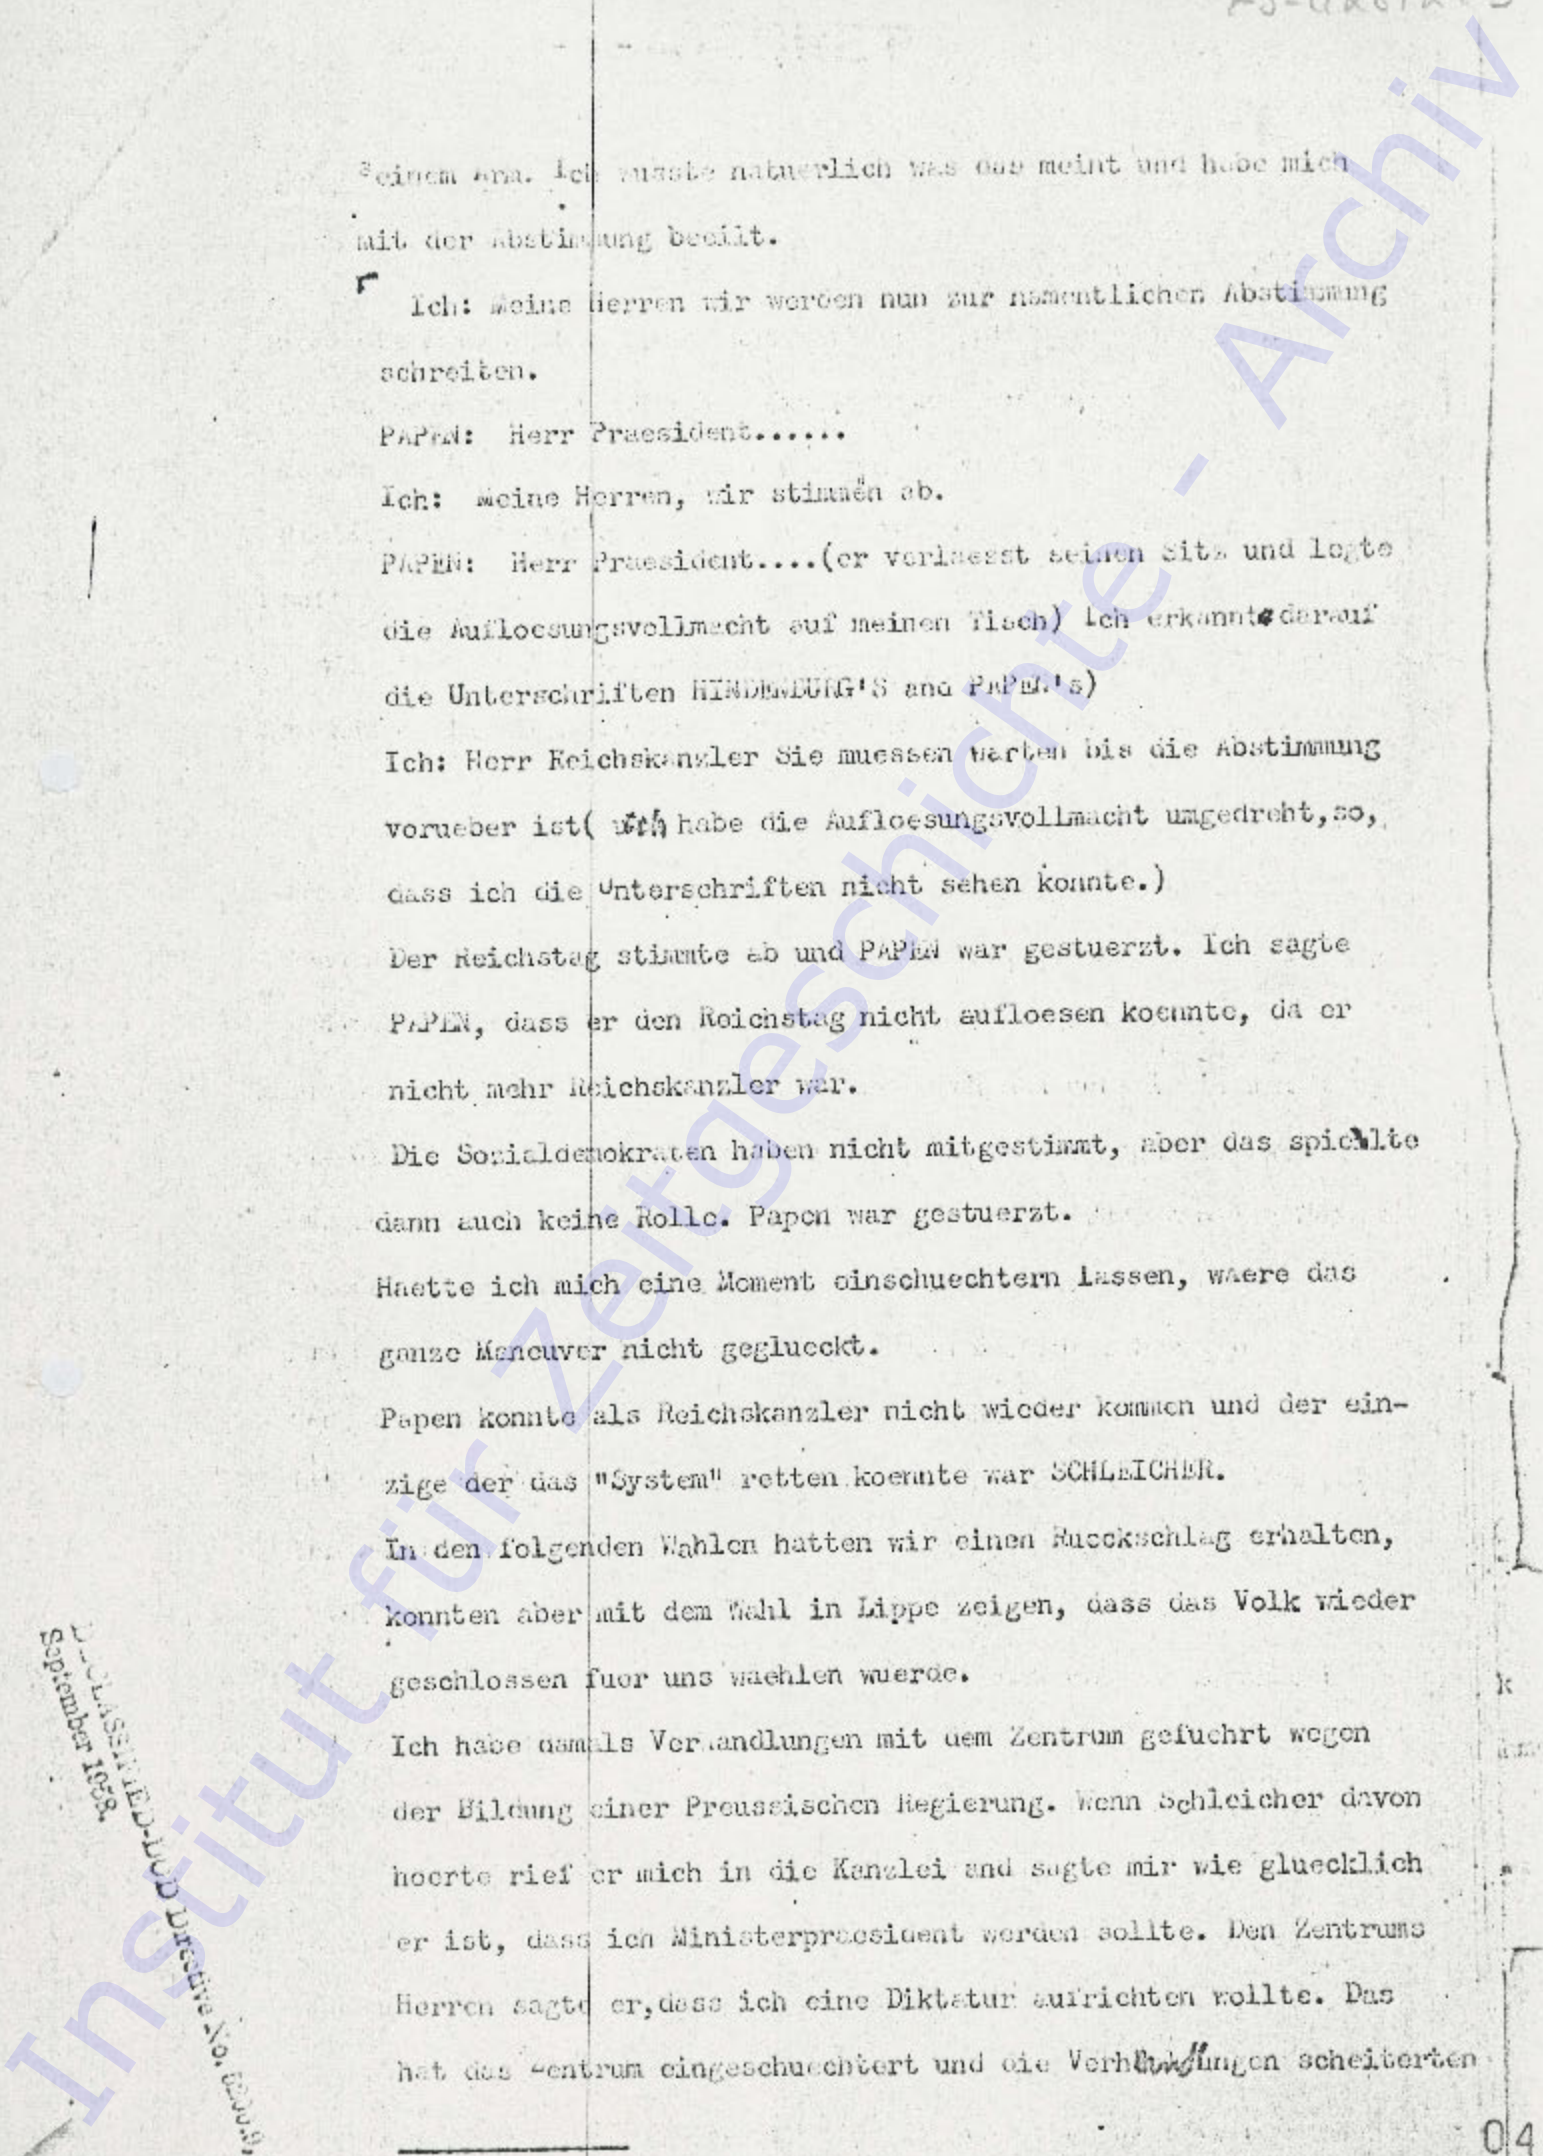 seinem Arm. Ich wusste natuerlich was das meint und habe mich
mit der Abstimmung beeilt.
Ich: Meine Herren wir werden nun zur namentlichen Abstimmung
schreiten.
PAPEN: Herr Praesident......
Ich: Meine Herren, wir stimmen ab.
PAPEN: Herr Praesident....(er verlaesst seinen Sitz und legte
die Aufloesungsvollmacht auf meinen Tisch) Ich erkannte darauf
die Unterschriften HINDENBURG'S and PAPEN's)
Ich: Herr Reichskanzler Sie muessen warten bis die Abstimmung
vorueber ist( ich habe die Aufloesungsvollmacht umgedreht,so,
dass ich die Unterschriften nicht sehen konnte.)
Der Reichstag stimmte ab und PAPEN war gestuerzt. Ich sagte
PAPEN, dass er den Reichstag nicht aufloesen koennte, da er
nicht mehr Reichskanzler war.
Die Sozialdemokraten haben nicht mitgestimmt, aber das spielte
dann auch keine Rolle. Papen war gestuerzt.
Haette ich mich eine Moment einschuechtern lassen, waere das
ganze Maneuver nicht geglueckt.
Papen konnte als Reichskanzler nicht wieder kommen und der ein-
zige der das "System" retten koennte war SCHLEICHER.
In den folgenden Wahlen hatten wir einen Rueckschlag erhalten,
konnten aber mit dem Wahl in Lippe zeigen, dass das Volk wieder
geschlossen fuer uns waehlen wuerde.
Ich habe damals Verhandlungen mit dem Zentrum gefuehrt wegen
der Bildung einer Preussischen Regierung. Wenn Schleicher davon
hoerte rief er mich in die Kanzlei and sagte mir wie gluecklich
er ist, dass ich Ministerpraesident werden sollte. Den Zentrums
Herren sagte er,dass ich eine Diktatur aufrichten wollte. Das
hat das Zentrum eingeschuechtert und die Verhandlungen scheiterten
DECLASSIFIED-DOD Directive No. 5200.9,
September 1958.
04
k
Institut für Zeitgeschichte - Archiv